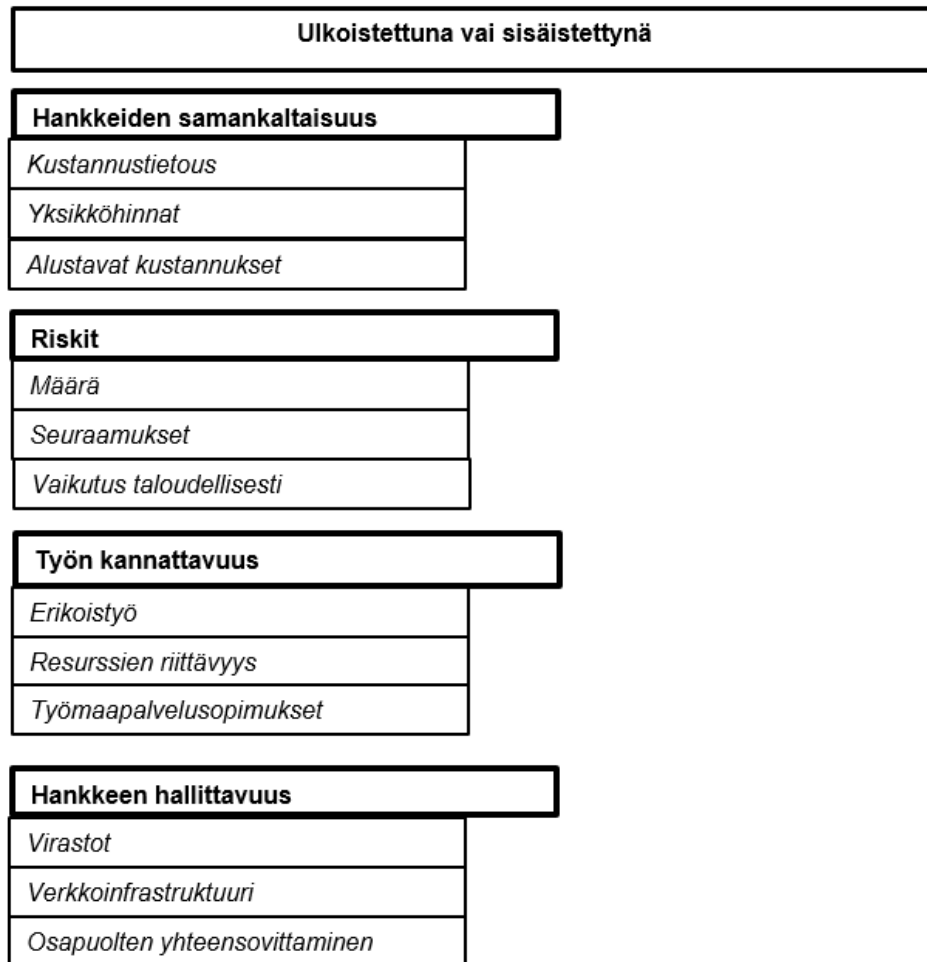 Ulkoistettuna vai sisäistettynä
Hankkeiden samankaltaisuus
Kustannustietous
Yksikköhinnat
Alustavat kustannukset
Riskit
Määrä
Seuraamukset
Vaikutus taloudellisesti
Työn kannattavuus
Erikoistyö
Resurssien riittävyys
Työmaapalvelusopimukset
Hankkeen hallittavuus
Virastot
Verkkoinfrastruktuuri
Osapuolten yhteensovittaminen